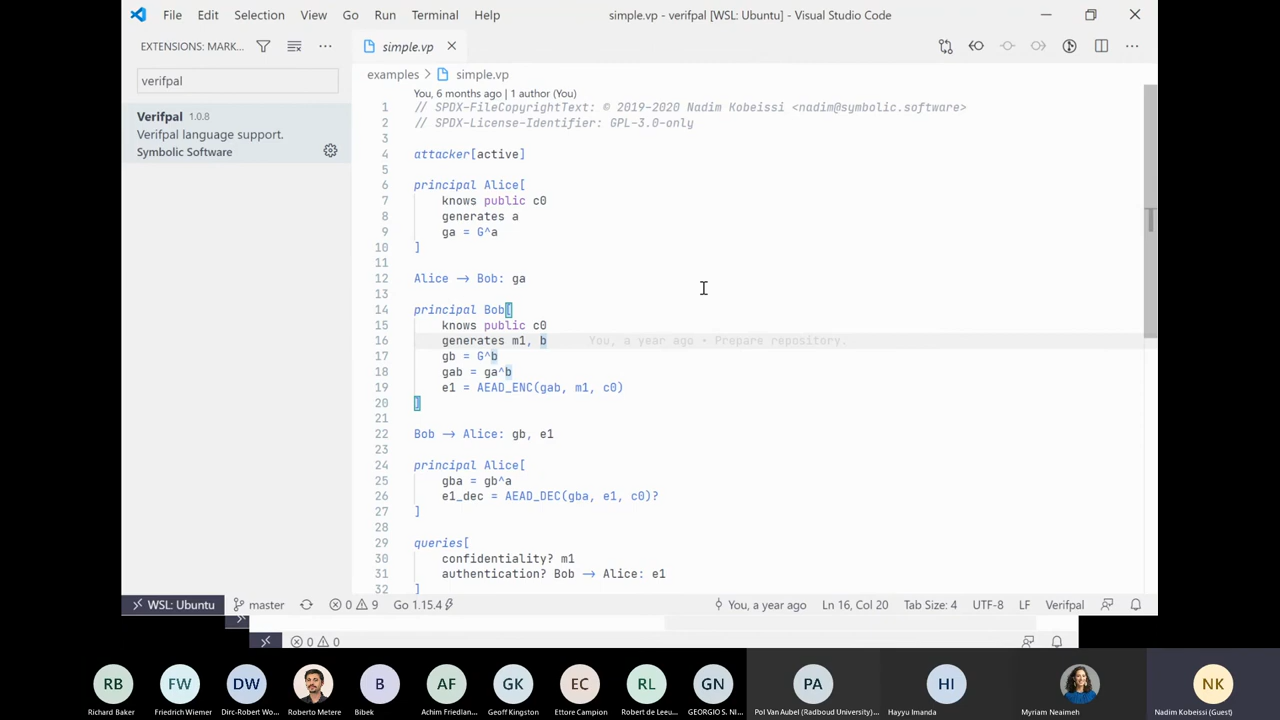 File Edit Selection View Go Run Terminal Help simple.vp - verifpal [WSL: Ubuntu] - Visual Studio Code
EXTENSIONS: MARK... simple.vp
verifpal
examples > simple.vp
Verifpal 1.0.8
Verifpal language support.
Symbolic Software
You, 6 months ago | 1 author (You)
1 // SPDX-FileCopyrightText: © 2019-2020 Nadim Kobeissi <nadim@symbolic.software>
2 // SPDX-License-Identifier: GPL-3.0-only
3
4 attacker[active]
5
6 principal Alice[
7 knows public c0
8 generates a
9 ga = G^a
10 ]
11
12 Alice → Bob: ga
13
14 principal Bob[
15 knows public c0
16 generates m1, b You, a year ago • Prepare repository.
17 gb = G^b
18 gab = ga^b
19 e1 = AEAD_ENC(gab, m1, c0)
20 ]
21
22 Bob → Alice: gb, e1
23
24 principal Alice[
25 gba = gb^a
26 e1_dec = AEAD_DEC(gba, e1, c0)?
27 ]
28
29 queries[
30 confidentiality? m1
31 authentication? Bob → Alice: e1
32 ]
WSL: Ubuntu master 0 9 Go 1.15.4 You, a year ago Ln 16, Col 20 Tab Size: 4 UTF-8 LF Verifpal
0 0
RB FW DW B AF GK EC RL GN PA HI NK
Richard Baker Friedrich Wiemer Dirc-Robert Wo... Roberto Metere Bibek Achim Friedlan... Geoff Kingston Ettore Campion Robert de Leeu... GEORGIOS S. NI... Pol Van Aubel (Radboud University)... Hayyu Imanda Myriam Neaimeh Nadim Kobeissi (Guest)